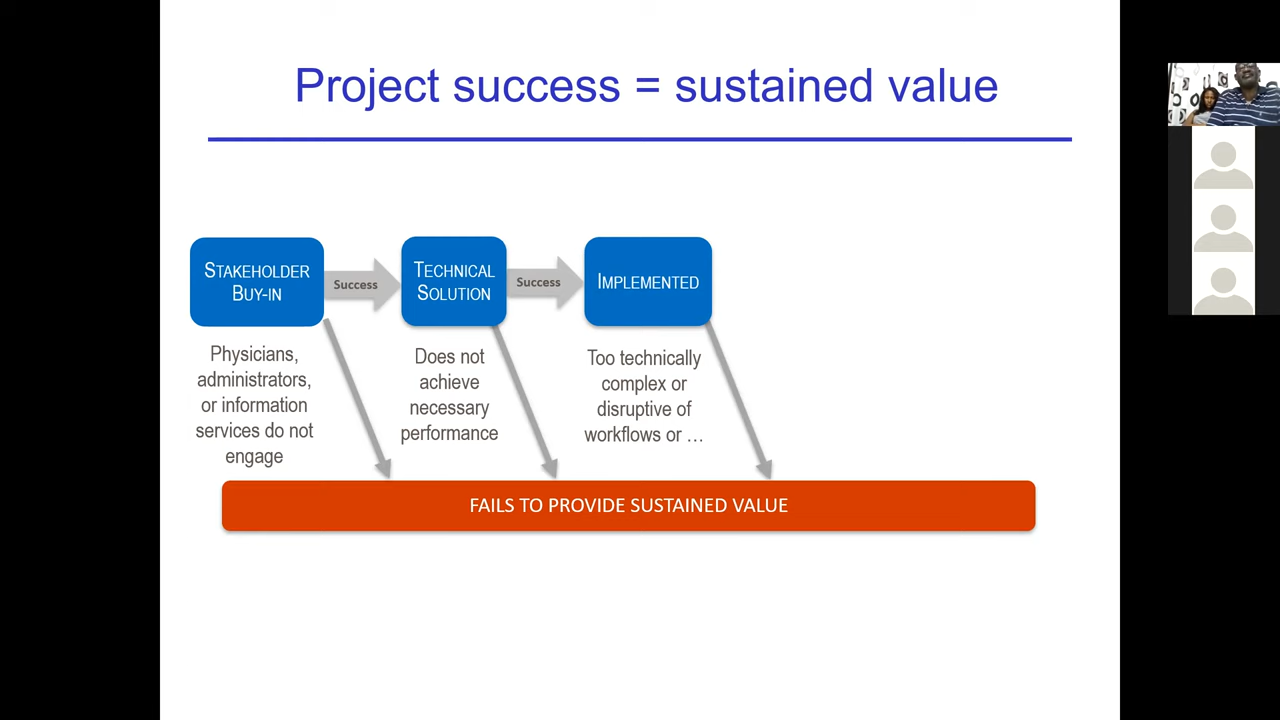 Project success = sustained value
STAKEHOLDER
BUY-IN
Success
TECHNICAL
SOLUTION
Success
IMPLEMENTED
Physicians,
administrators,
or information
services do not
engage
Does not
achieve
necessary
performance
Too technically
complex or
disruptive of
workflows or …
FAILS TO PROVIDE SUSTAINED VALUE